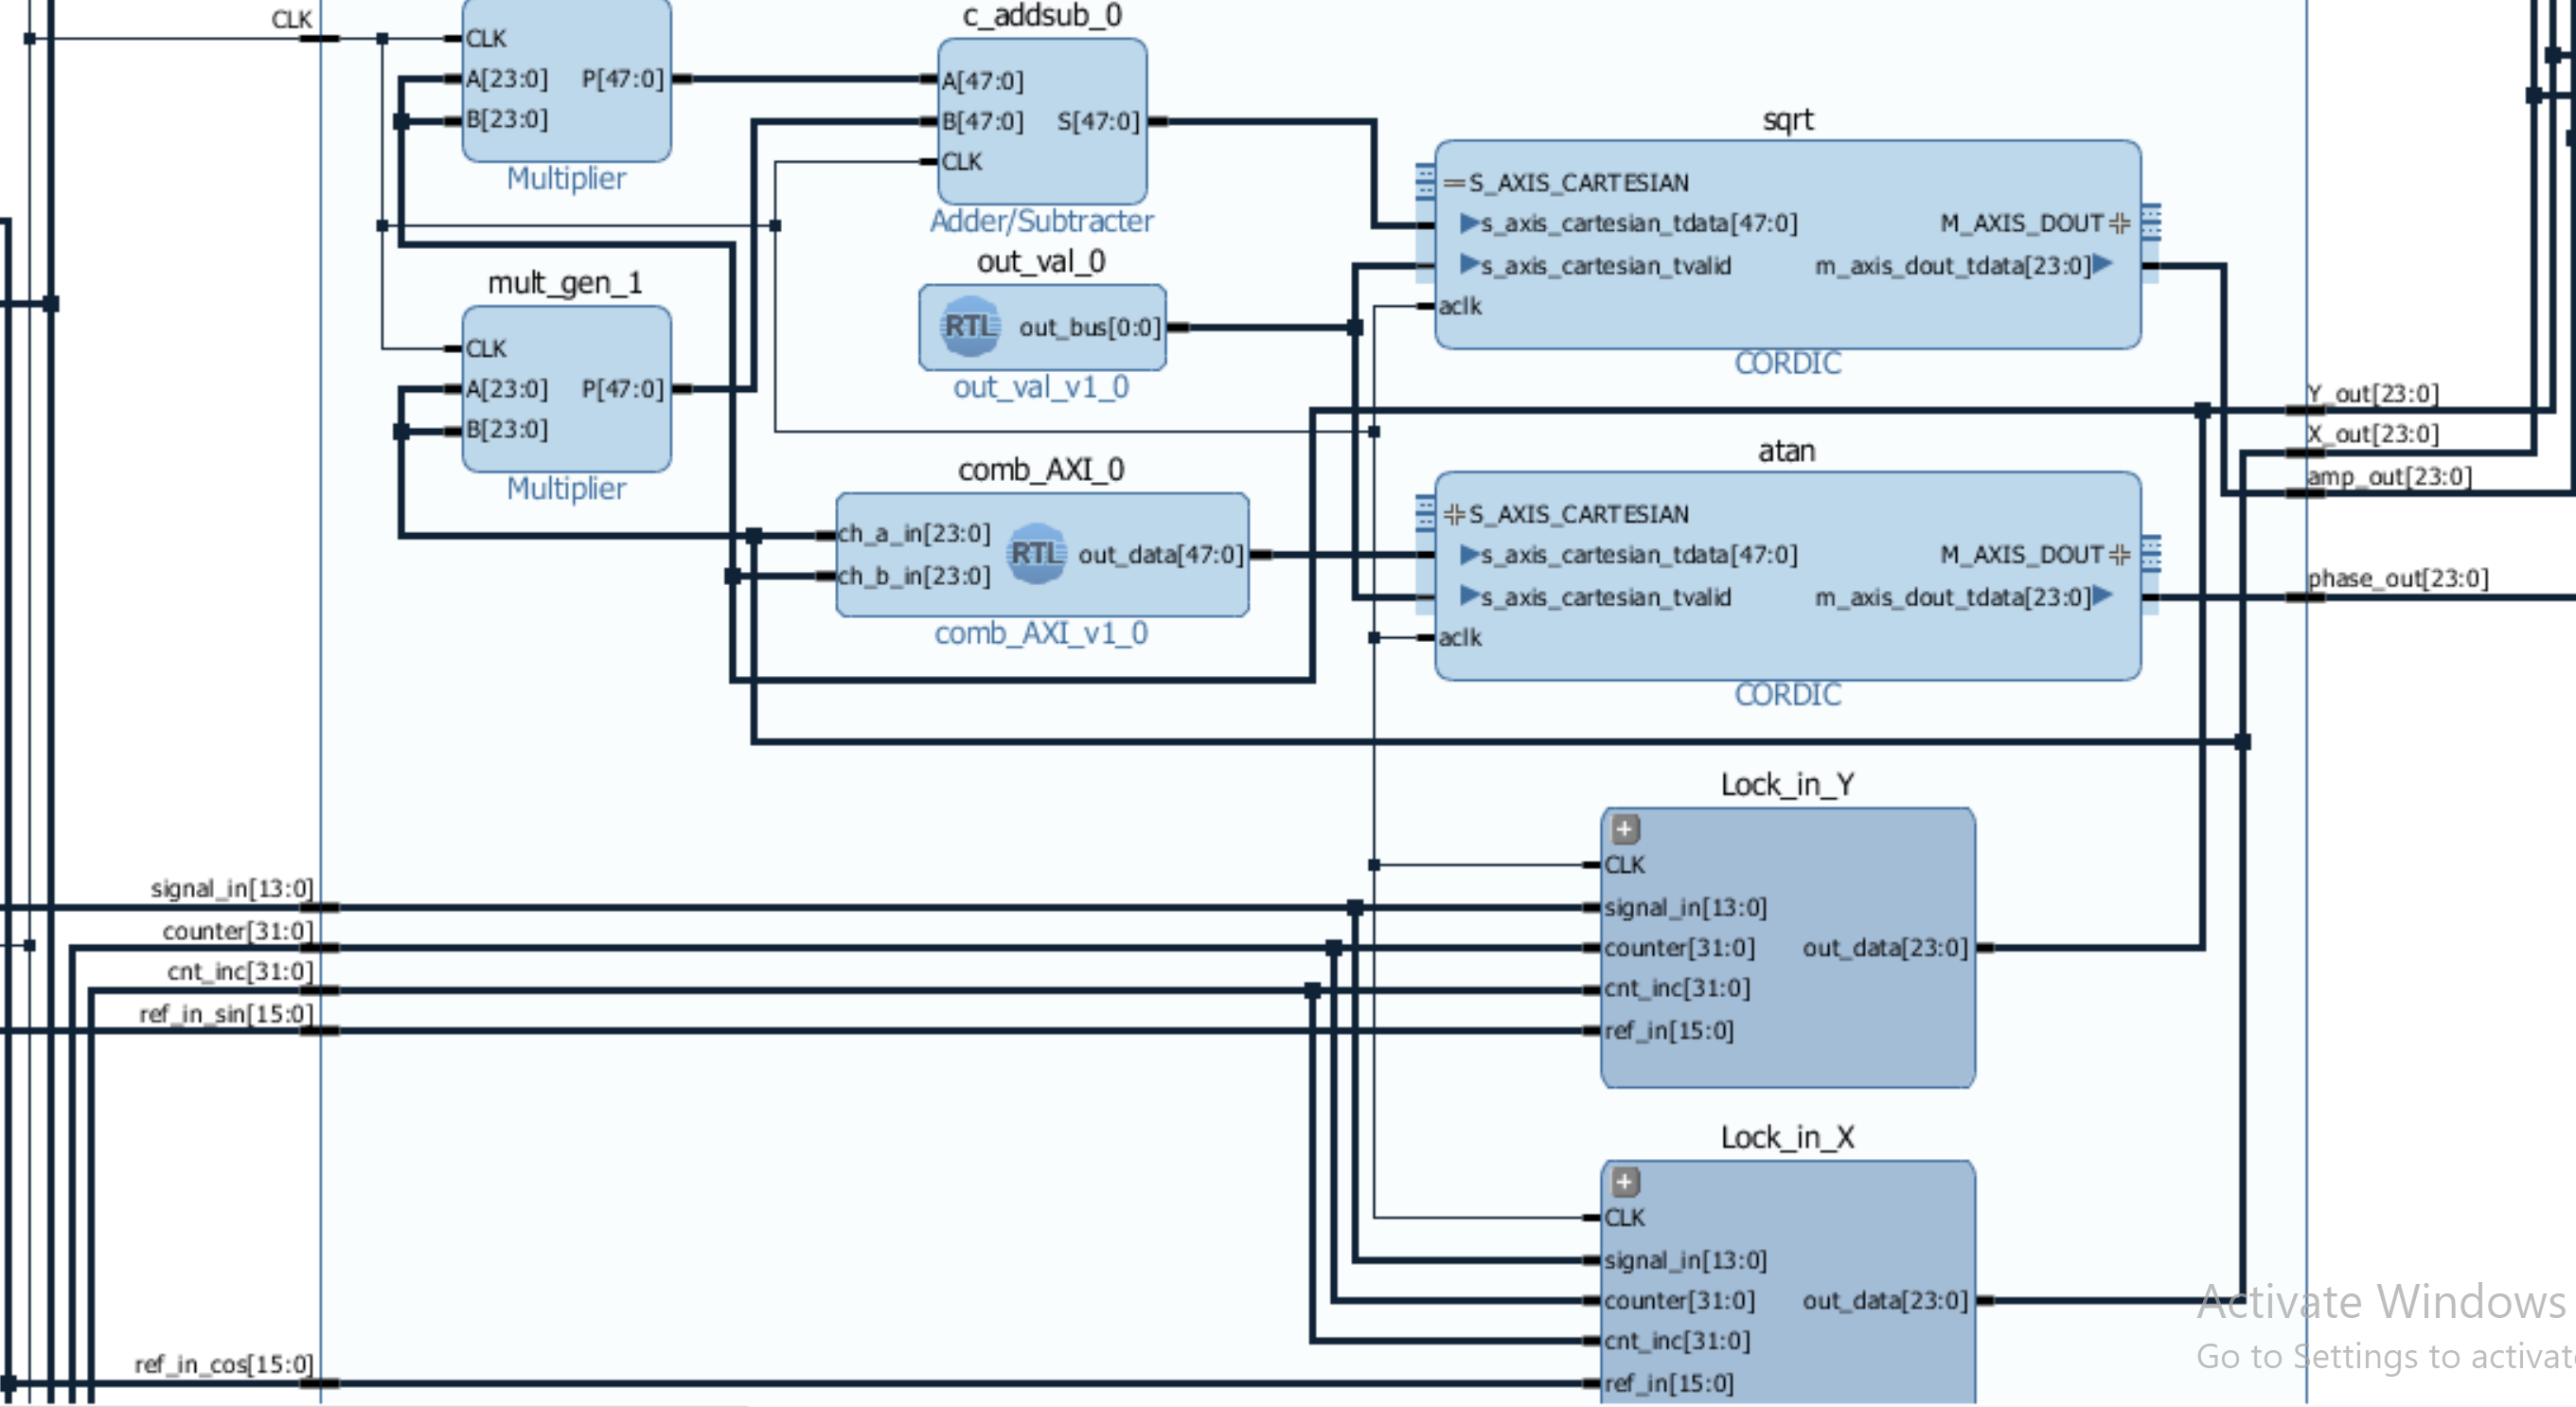 CLK
CLK
A[23:0] P[47:0]
B[23:0]
Multiplier
c_addsub_0
A[47:0]
B[47:0] S[47:0]
CLK
Adder/Subtracter
out_val_0
RTL out_bus[0:0]
out_val_v1_0
mult_gen_1
CLK
A[23:0] P[47:0]
B[23:0]
Multiplier
comb_AXI_0
ch_a_in[23:0]
RTL out_data[47:0]
ch_b_in[23:0]
comb_AXI_v1_0
sqrt
S_AXIS_CARTESIAN
s_axis_cartesian_tdata[47:0] M_AXIS_DOUT
s_axis_cartesian_tvalid m_axis_dout_tdata[23:0]
aclk
CORDIC
atan
S_AXIS_CARTESIAN
s_axis_cartesian_tdata[47:0] M_AXIS_DOUT
s_axis_cartesian_tvalid m_axis_dout_tdata[23:0]
aclk
CORDIC
Y_out[23:0]
X_out[23:0]
amp_out[23:0]
phase_out[23:0]
Lock_in_Y
CLK
signal_in[13:0]
counter[31:0] out_data[23:0]
cnt_inc[31:0]
ref_in[15:0]
signal_in[13:0]
counter[31:0]
cnt_inc[31:0]
ref_in_sin[15:0]
Lock_in_X
CLK
signal_in[13:0]
counter[31:0] out_data[23:0]
cnt_inc[31:0]
ref_in[15:0]
ref_in_cos[15:0]
Activate Windows
Go to Settings to activat